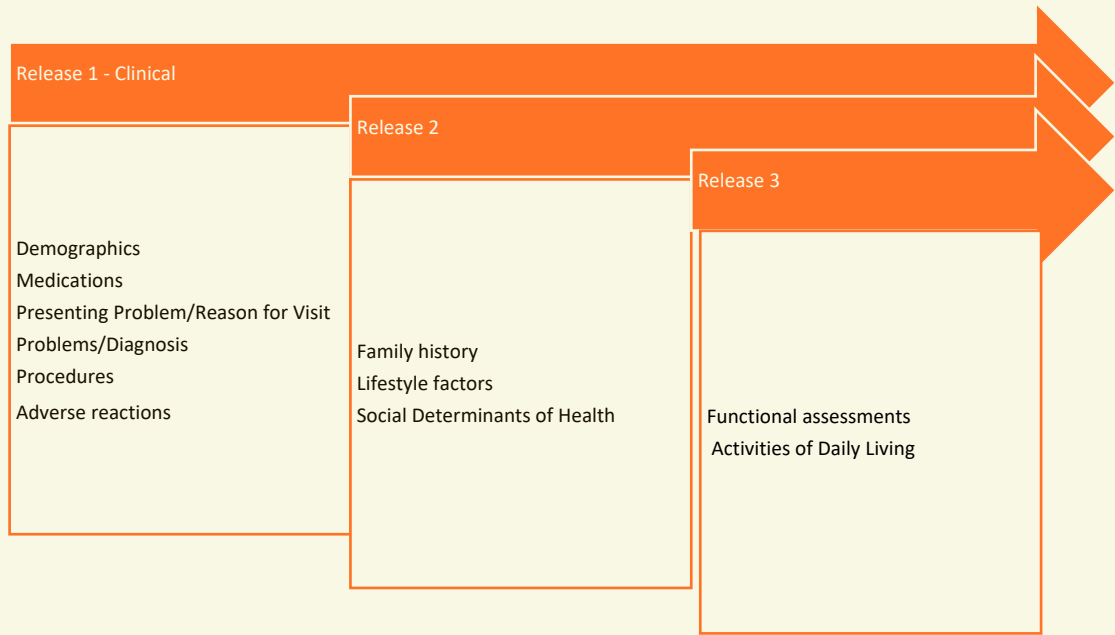 Release 1 - Clinical
Demographics
Medications
Presenting Problem/Reason for Visit
Problems/Diagnosis
Procedures
Adverse reactions
Release 2
Family history
Lifestyle factors
Social Determinants of Health
Release 3
Functional assessments
Activities of Daily Living